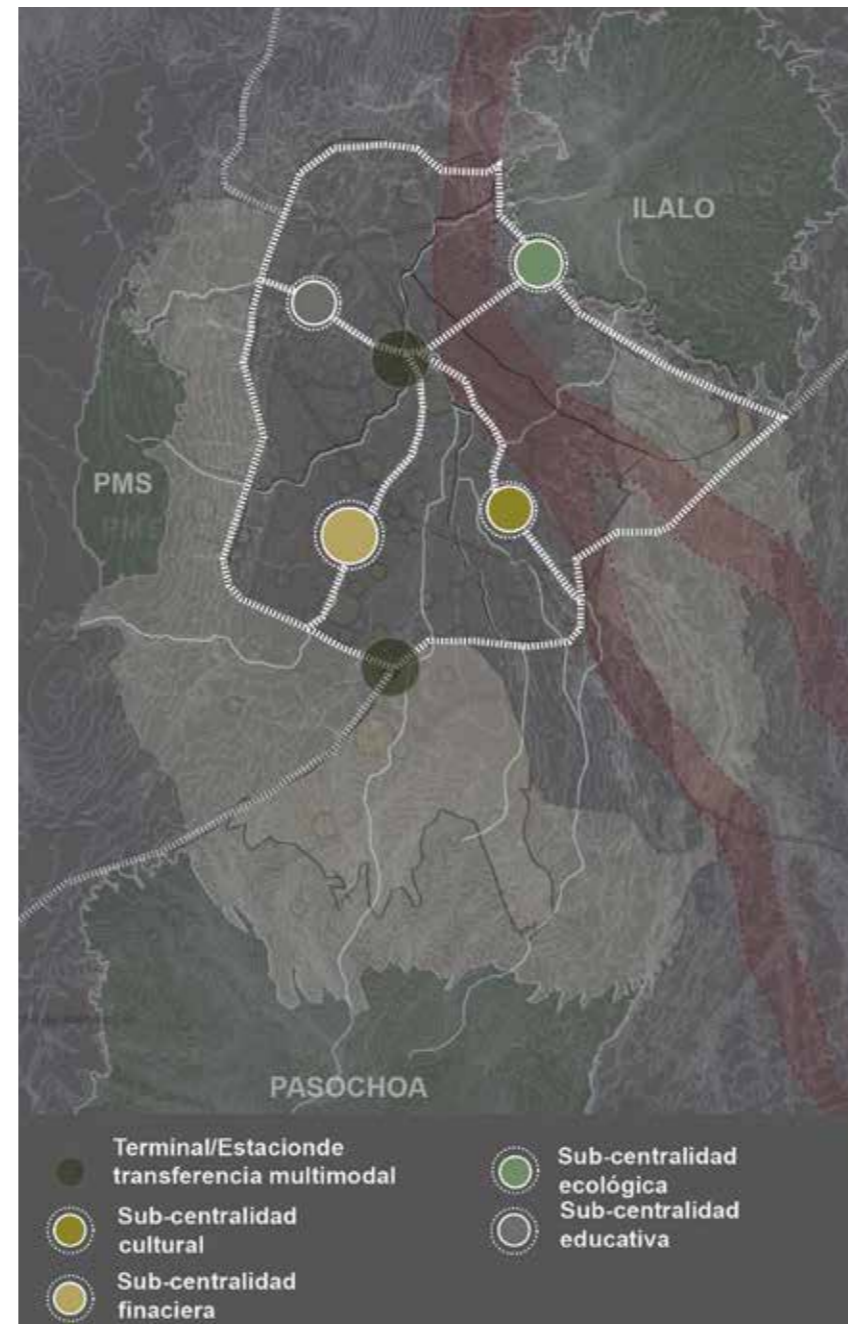 ILALO
PMS
PMS
PASOCHOA
Terminal/Estacionde
transferencia multimodal
Sub-centralidad
cultural
Sub-centralidad
finaciera
Sub-centralidad
ecológica
Sub-centralidad
educativa